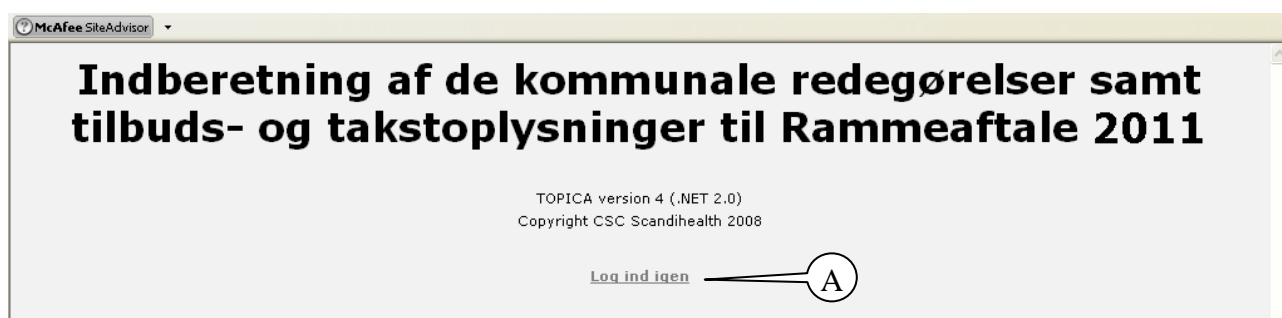 McAfee SiteAdvisor
Indberetning af de kommunale redegørelser samt
tilbuds- og takstoplysninger til Rammeaftale 2011
TOPICA version 4 (.NET 2.0)
Copyright CSC Scandihealth 2008
Log ind igen
A